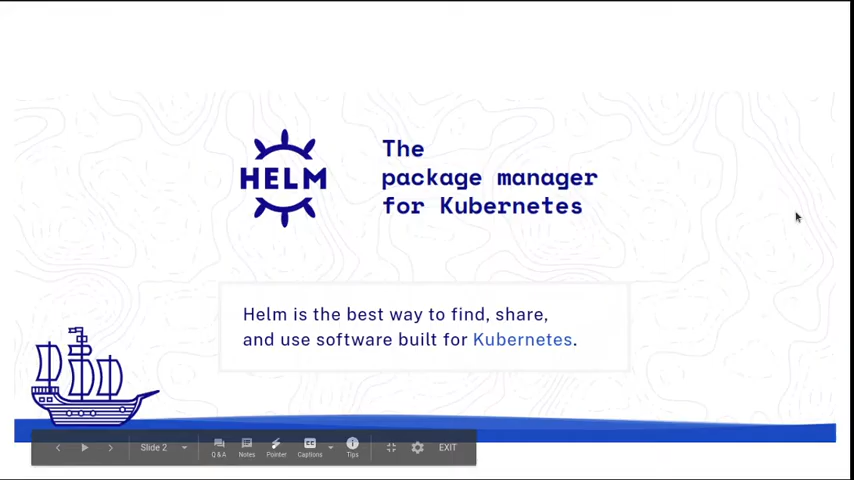 HELM
The
package manager
for Kubernetes
Helm is the best way to find, share,
and use software built for Kubernetes.
Slide 2
Q & A
Notes
Pointer
CC
Captions
Tips
EXIT